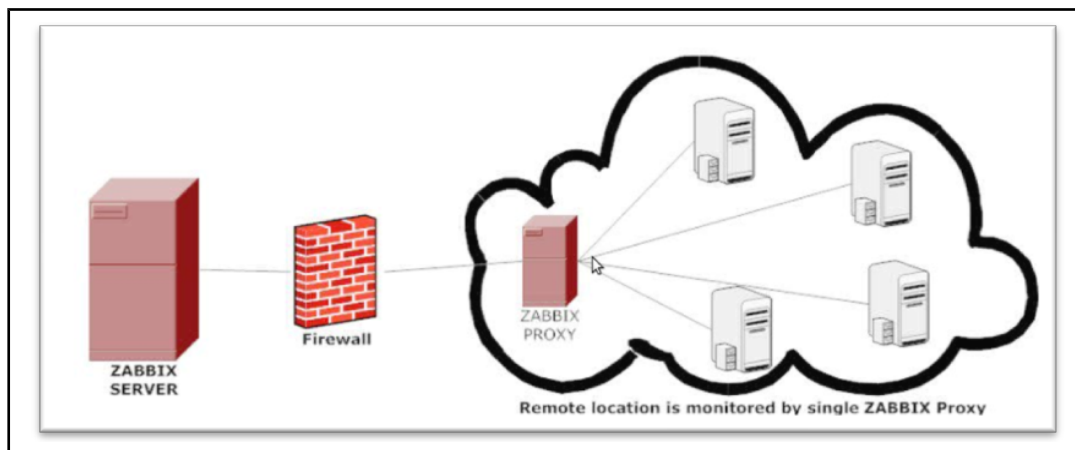 ZABBIX
SERVER
Firewall
ZABBIX
PROXY
Remote location is monitored by single ZABBIX Proxy